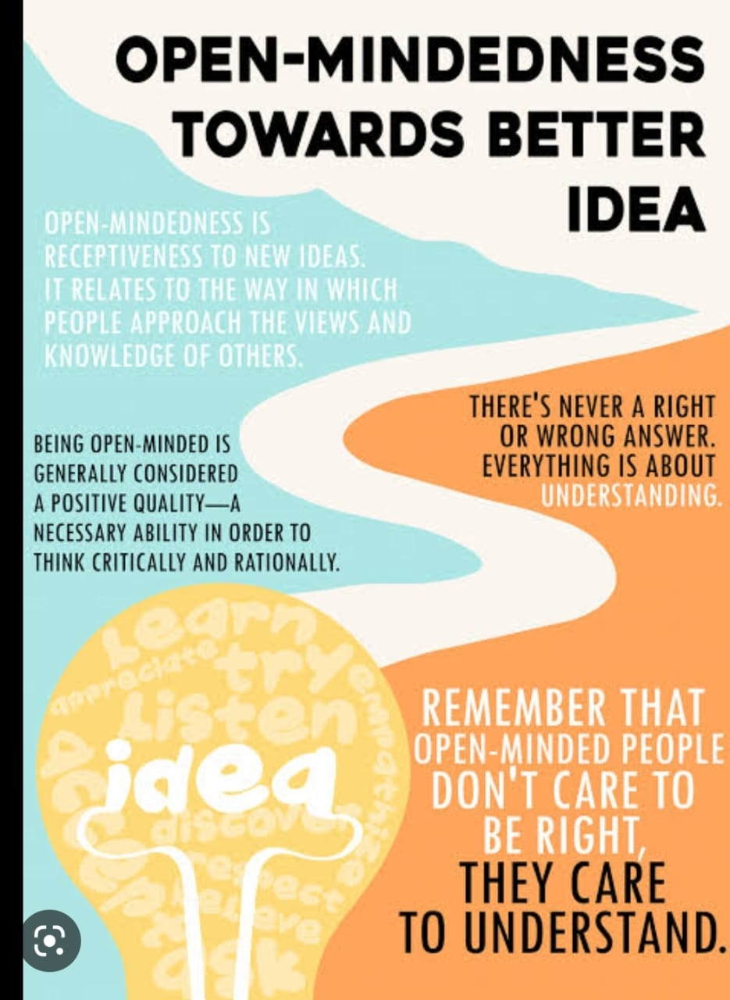 OPEN-MINDEDNESS
TOWARDS BETTER
IDEA
OPEN-MINDEDNESS IS
RECEPTIVENESS TO NEW IDEAS.
IT RELATES TO THE WAY IN WHICH
PEOPLE APPROACH THE VIEWS AND
KNOWLEDGE OF OTHERS.
THERE'S NEVER A RIGHT
OR WRONG ANSWER.
EVERYTHING IS ABOUT
UNDERSTANDING.
BEING OPEN-MINDED IS
GENERALLY CONSIDERED
A POSITIVE QUALITY—A
NECESSARY ABILITY IN ORDER TO
THINK CRITICALLY AND RATIONALLY.
Learn
appreciate
try
empathise
Listen
idea
discover
respect
believe
ask
REMEMBER THAT
OPEN-MINDED PEOPLE
DON'T CARE TO
BE RIGHT,
THEY CARE
TO UNDERSTAND.